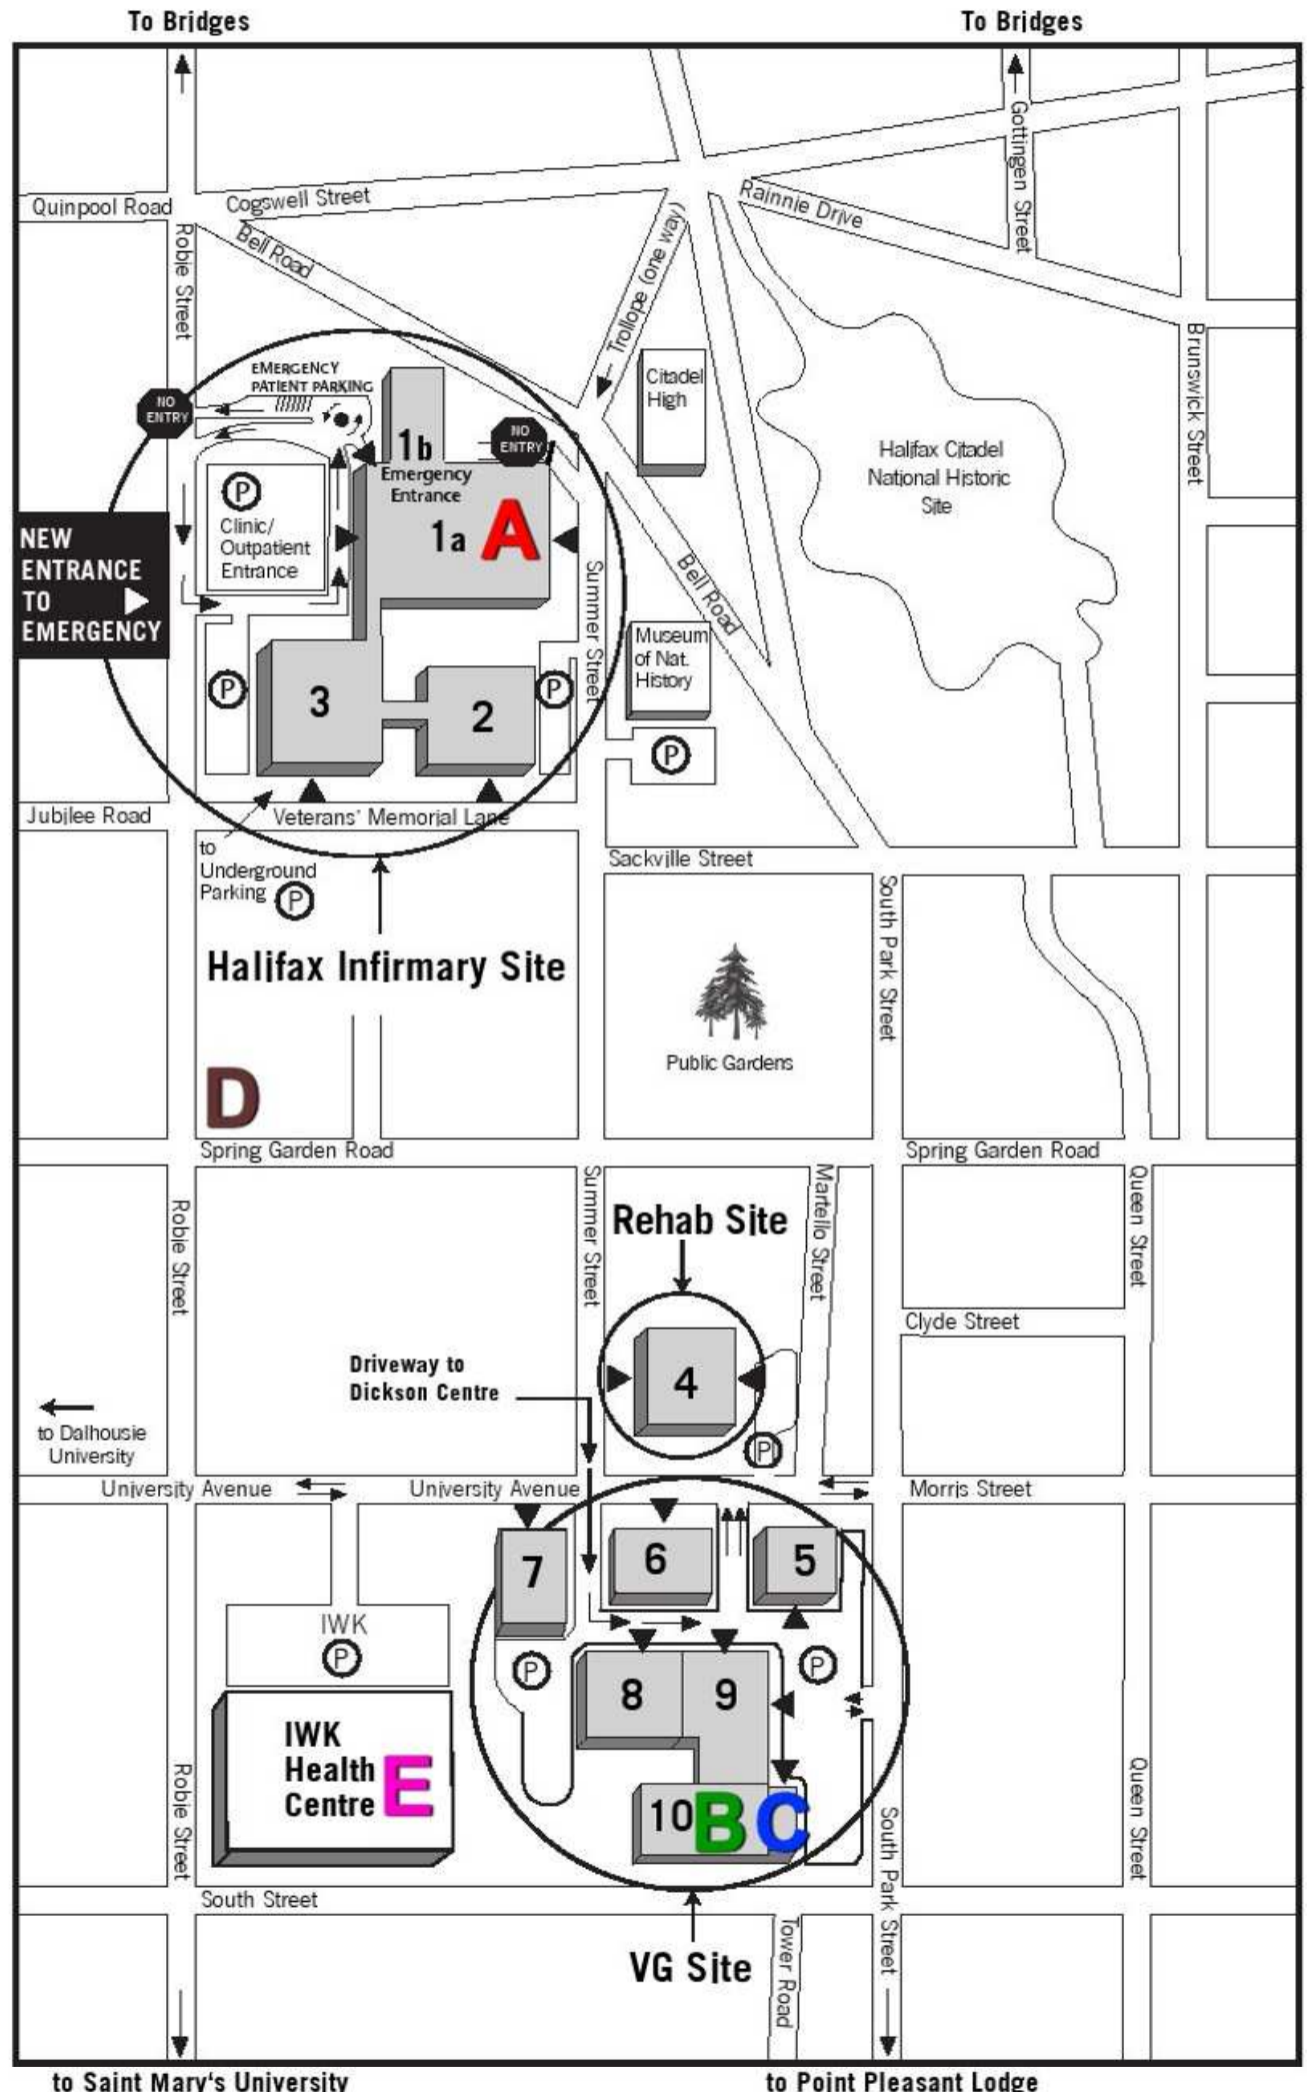 To Bridges
To Bridges
Gottingen Street
Quinpool Road
Cogswell Street
Rainnie Drive
Bell Road
Robie Street
Trollope (one way)
Brunswick Street
EMERGENCY
PATIENT PARKING
NO
ENTRY
NO
ENTRY
1b
Emergency
Entrance
1a
A
Citadel
High
Halifax Citadel
National Historic
Site
P
Clinic/
Outpatient
Entrance
NEW
ENTRANCE
TO
EMERGENCY
Summer Street
Bell Road
Museum
of Nat.
History
P
3
2
P
P
Jubilee Road
Veterans' Memorial Lane
to
Underground
Parking
P
Sackville Street
South Park Street
Halifax Infirmary Site
Public Gardens
D
Spring Garden Road
Spring Garden Road
Robie Street
Summer Street
Rehab Site
Martello Street
Queen Street
Clyde Street
4
Driveway to
Dickson Centre
to Dalhousie
University
P
University Avenue
University Avenue
Morris Street
7
6
5
IWK
P
P
P
8
9
IWK
Health
Centre
E
10
B
C
Robie Street
South Park Street
Queen Street
South Street
VG Site
Tower Road
to Saint Mary's University
to Point Pleasant Lodge